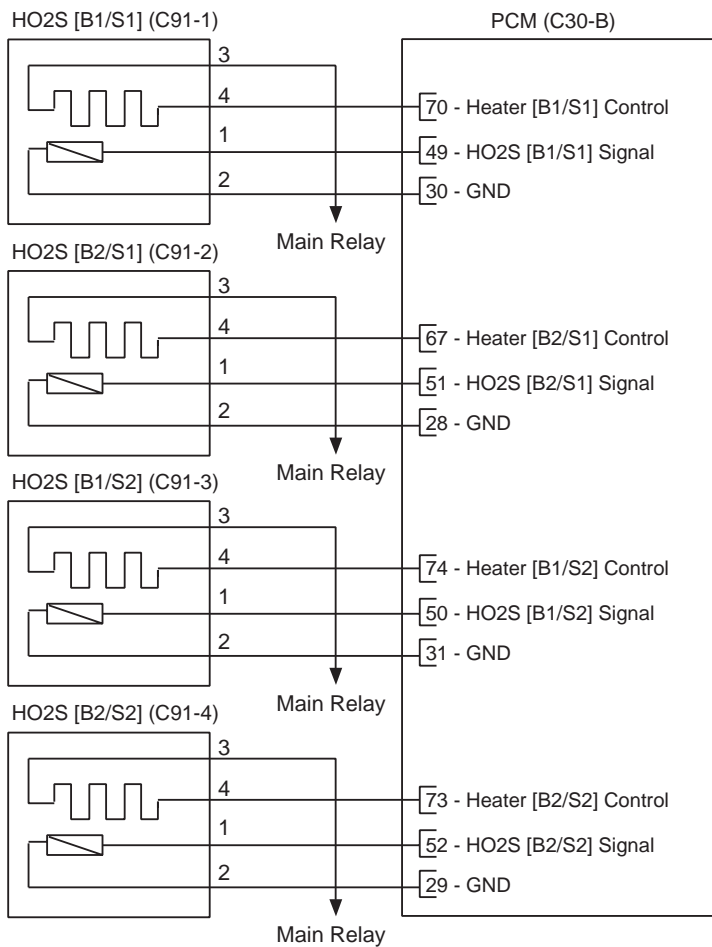 HO2S [B1/S1] (C91-1)
PCM (C30-B)
3
4
70 - Heater [B1/S1] Control
1
49 - HO2S [B1/S1] Signal
2
30 - GND
Main Relay
HO2S [B2/S1] (C91-2)
3
4
67 - Heater [B2/S1] Control
1
51 - HO2S [B2/S1] Signal
2
28 - GND
Main Relay
HO2S [B1/S2] (C91-3)
3
4
74 - Heater [B1/S2] Control
1
50 - HO2S [B1/S2] Signal
2
31 - GND
Main Relay
HO2S [B2/S2] (C91-4)
3
4
73 - Heater [B2/S2] Control
1
52 - HO2S [B2/S2] Signal
2
29 - GND
Main Relay